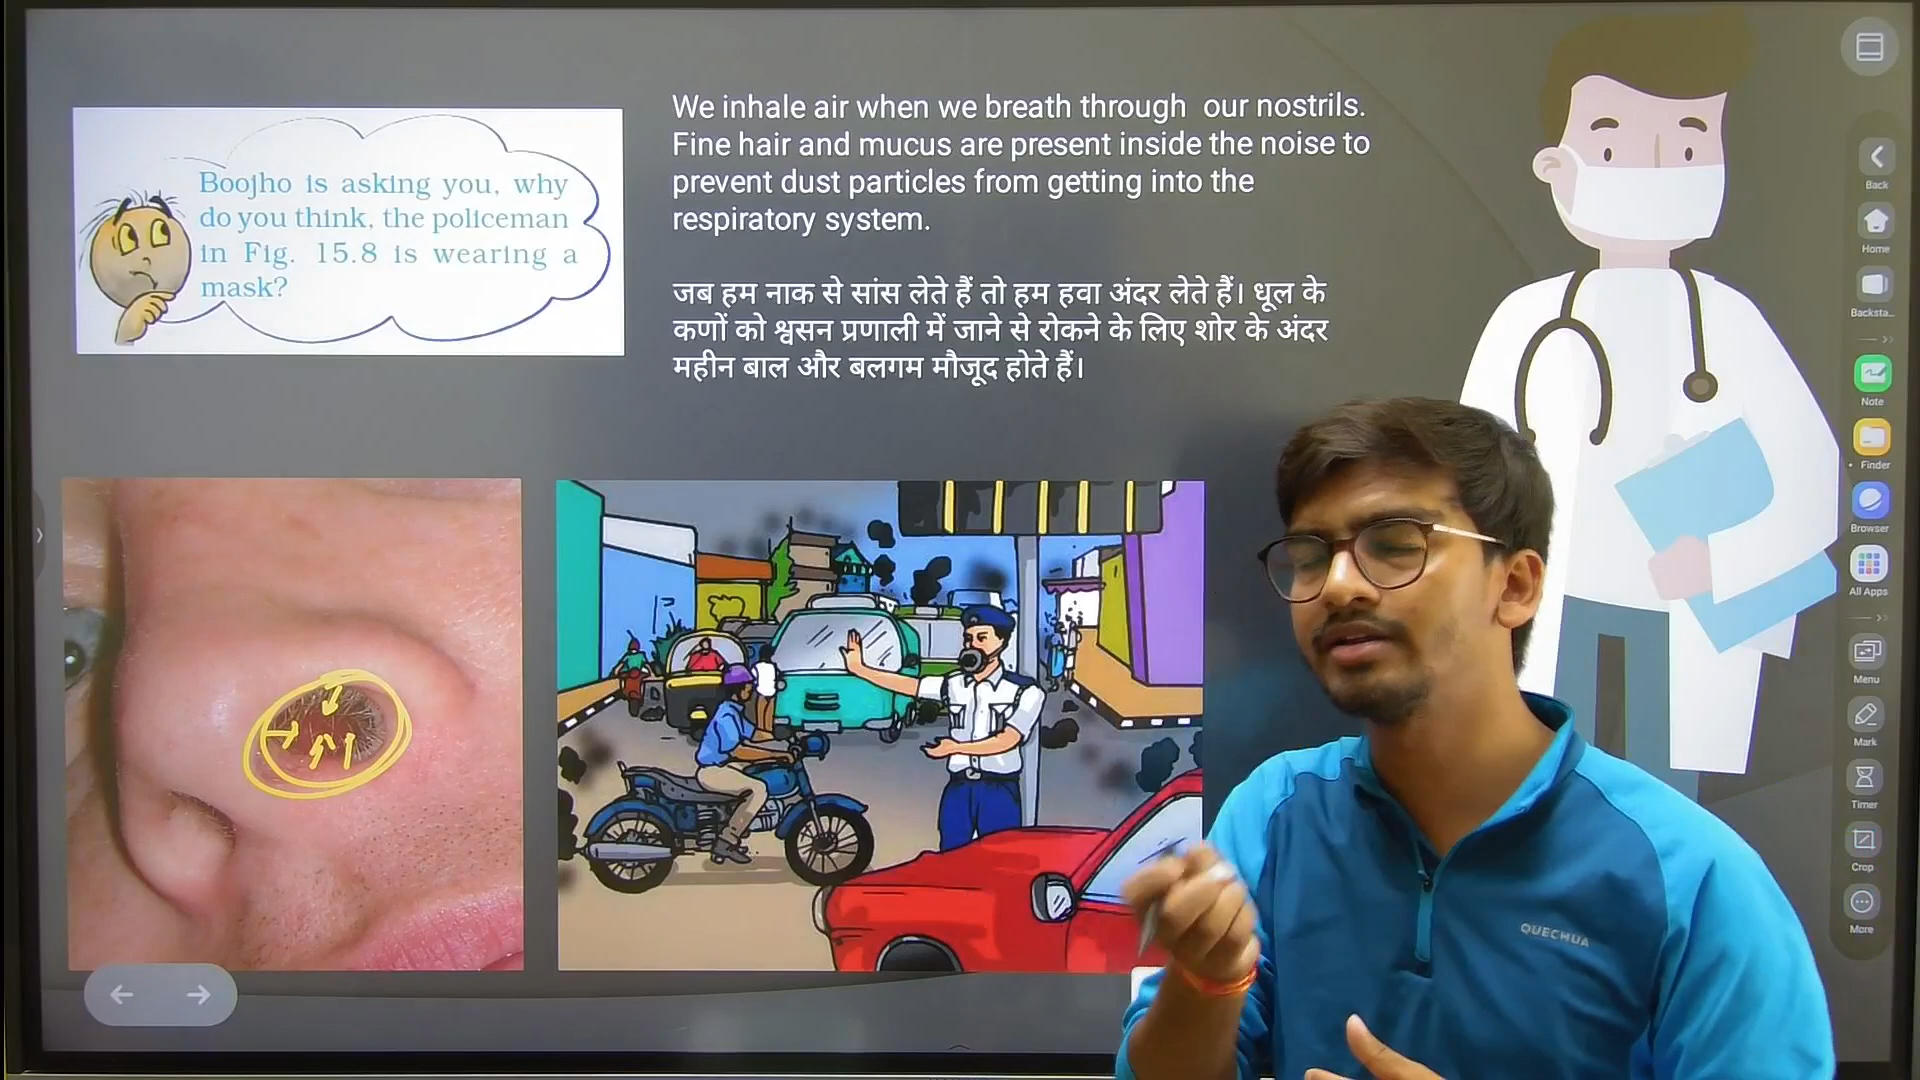 Boojho is asking you, why
do you think, the policeman
in Fig. 15.8 is wearing a
mask?
We inhale air when we breath through our nostrils.
Fine hair and mucus are present inside the noise to
prevent dust particles from getting into the
respiratory system.
जब हम नाक से सांस लेते हैं तो हम हवा अंदर लेते हैं। धूल के
कणों को श्वसन प्रणाली में जाने से रोकने के लिए शोर के अंदर
महीन बाल और बलगम मौजूद होते हैं।
Back
Home
Backsta...
Note
Finder
Browser
All Apps
Menu
Mark
Timer
Crop
More
QUECHUA